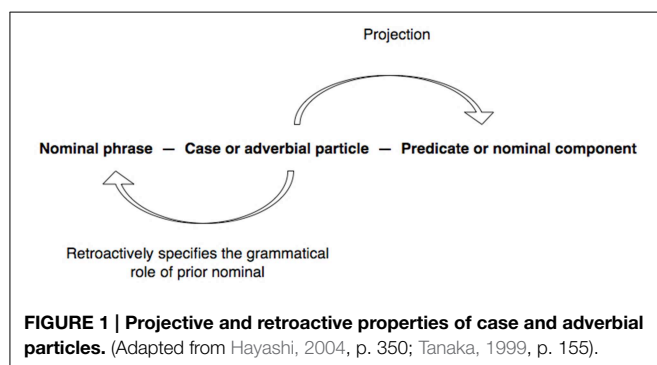 Projection
Nominal phrase – Case or adverbial particle – Predicate or nominal component
Retroactively specifies the grammatical
role of prior nominal
FIGURE 1 | Projective and retroactive properties of case and adverbial
particles. (Adapted from Hayashi, 2004, p. 350; Tanaka, 1999, p. 155).